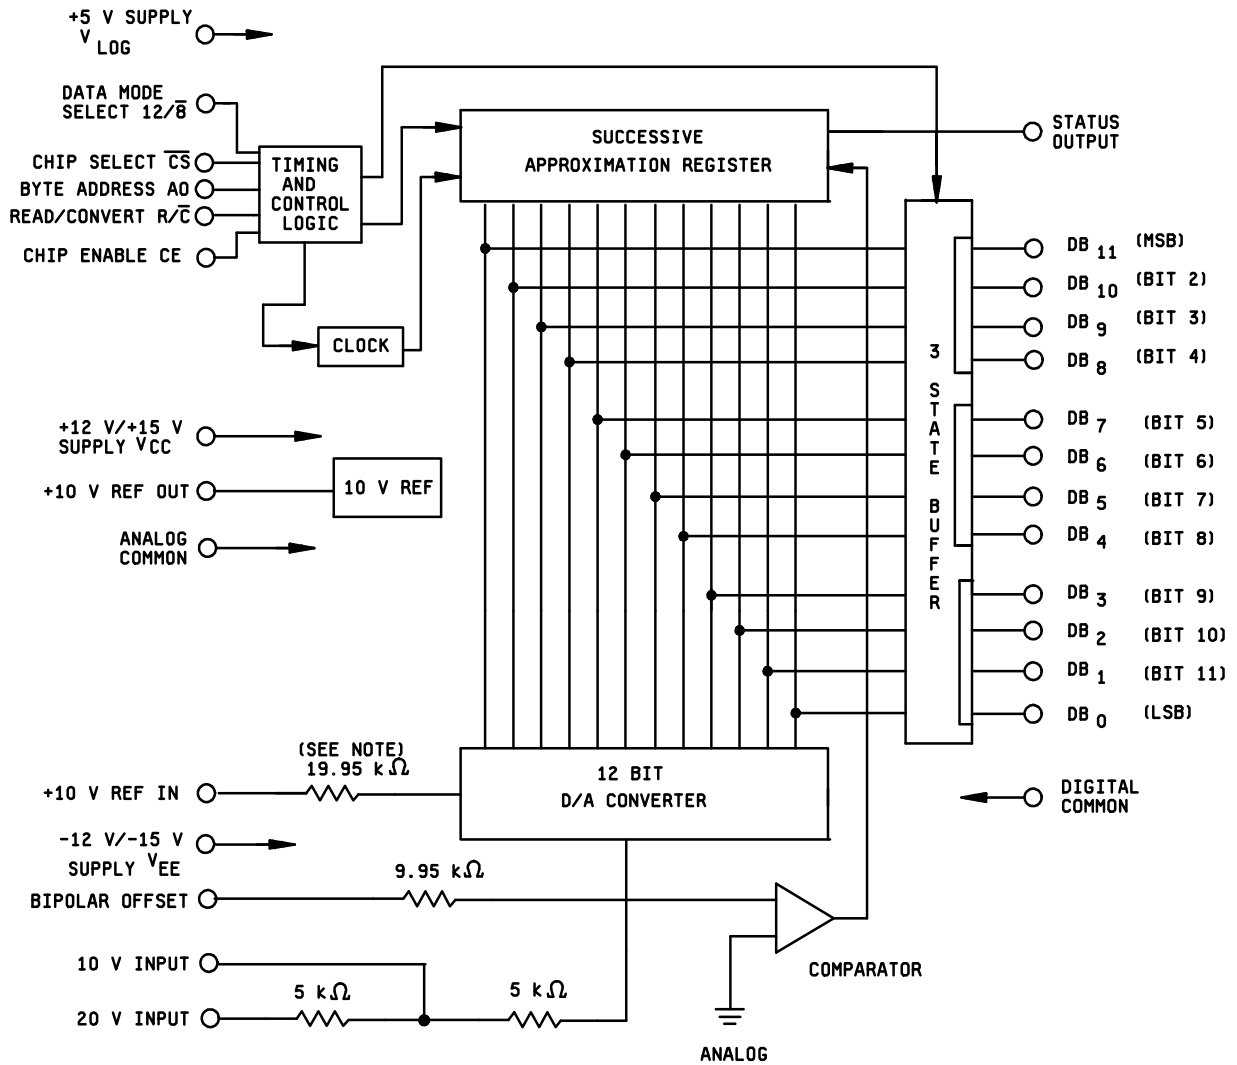 +5 V SUPPLY
V LOG
DATA MODE
SELECT 12/8̅
CHIP SELECT C̅S̅
BYTE ADDRESS AO
READ/CONVERT R/C̅
CHIP ENABLE CE
TIMING
AND
CONTROL
LOGIC
CLOCK
SUCCESSIVE
APPROXIMATION REGISTER
STATUS
OUTPUT
+12 V/+15 V
SUPPLY VCC
+10 V REF OUT
10 V REF
ANALOG
COMMON
3 STATE BUFFER
DB 11 (MSB)
DB 10 (BIT 2)
DB 9 (BIT 3)
DB 8 (BIT 4)
DB 7 (BIT 5)
DB 6 (BIT 6)
DB 5 (BIT 7)
DB 4 (BIT 8)
DB 3 (BIT 9)
DB 2 (BIT 10)
DB 1 (BIT 11)
DB 0 (LSB)
(SEE NOTE)
19.95 kΩ
+10 V REF IN
12 BIT
D/A CONVERTER
DIGITAL
COMMON
-12 V/-15 V
SUPPLY VEE
9.95 kΩ
BIPOLAR OFFSET
COMPARATOR
10 V INPUT
5 kΩ
5 kΩ
20 V INPUT
ANALOG